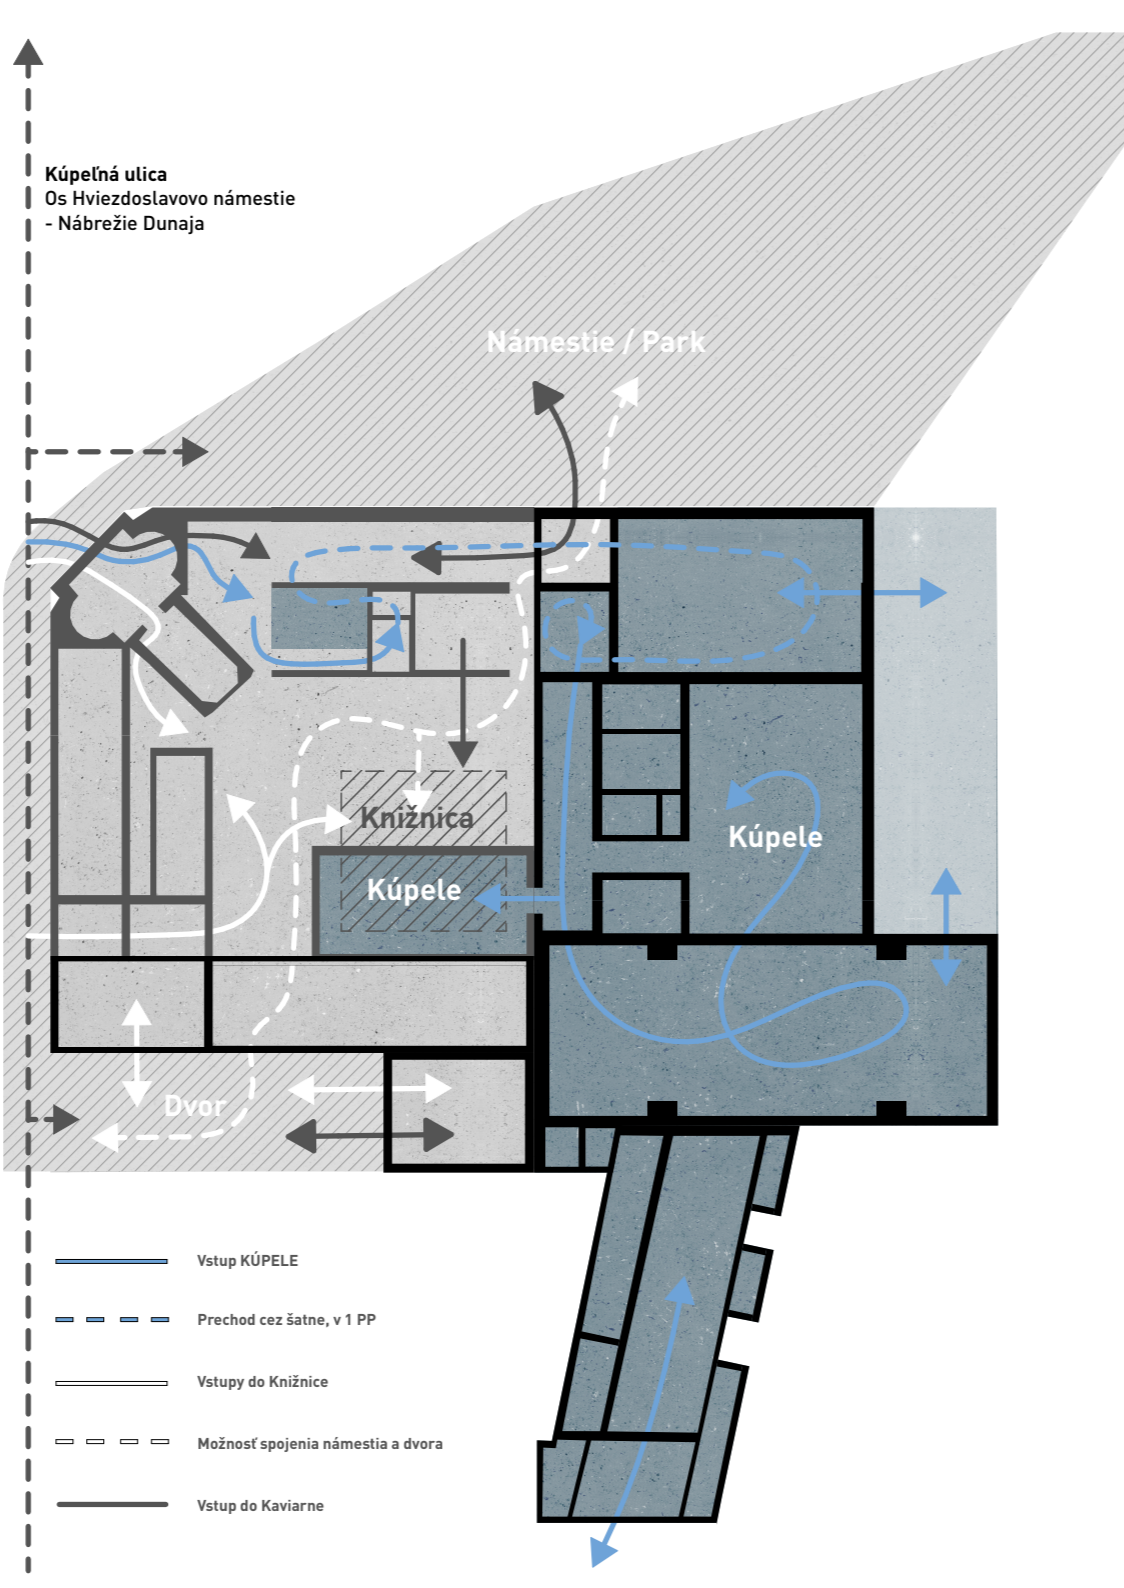 Kúpeľná ulica
Os Hviezdoslavovo námestie
- Nábrežie Dunaja
Námestie / Park
Knižnica
Kúpele
Kúpele
Dvor
Vstup KÚPELE
Prechod cez šatne, v 1 PP
Vstupy do Knižnice
Možnosť spojenia námestia a dvora
Vstup do Kaviarne